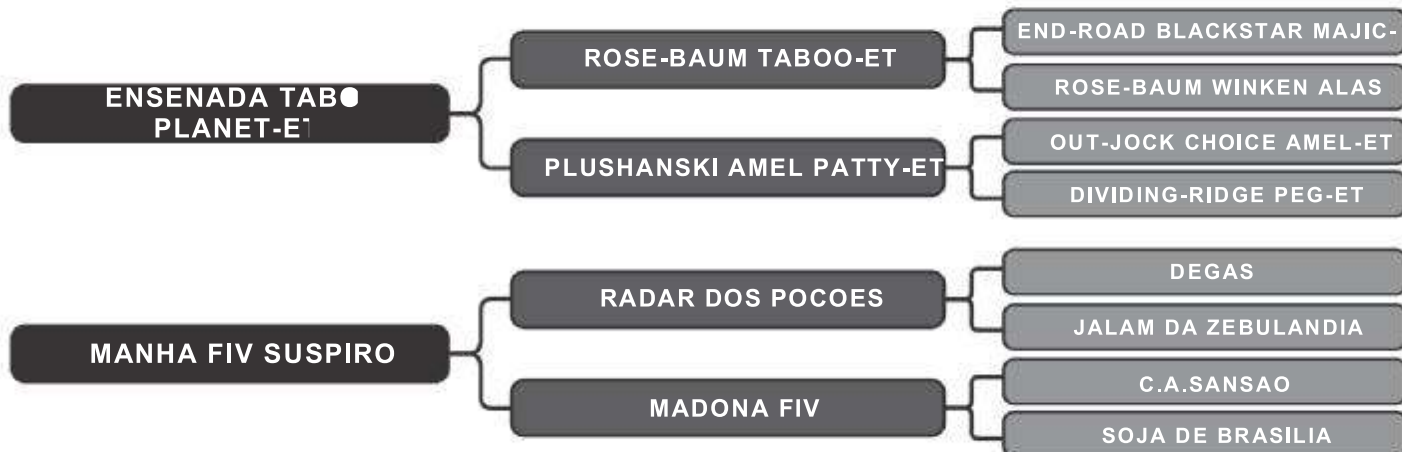 END-ROAD BLACKSTAR MAJIC-
ROSE-BAUM TABOO-ET
ROSE-BAUM WINKEN ALAS
ENSENADA TABO
PLANET-ET
OUT-JOCK CHOICE AMEL-ET
PLUSHANSKI AMEL PATTY-ET
DIVIDING-RIDGE PEG-ET
DEGAS
RADAR DOS POCOES
JALAM DA ZEBULANDIA
MANHA FIV SUSPIRO
C.A.SANSAO
MADONA FIV
SOJA DE BRASILIA